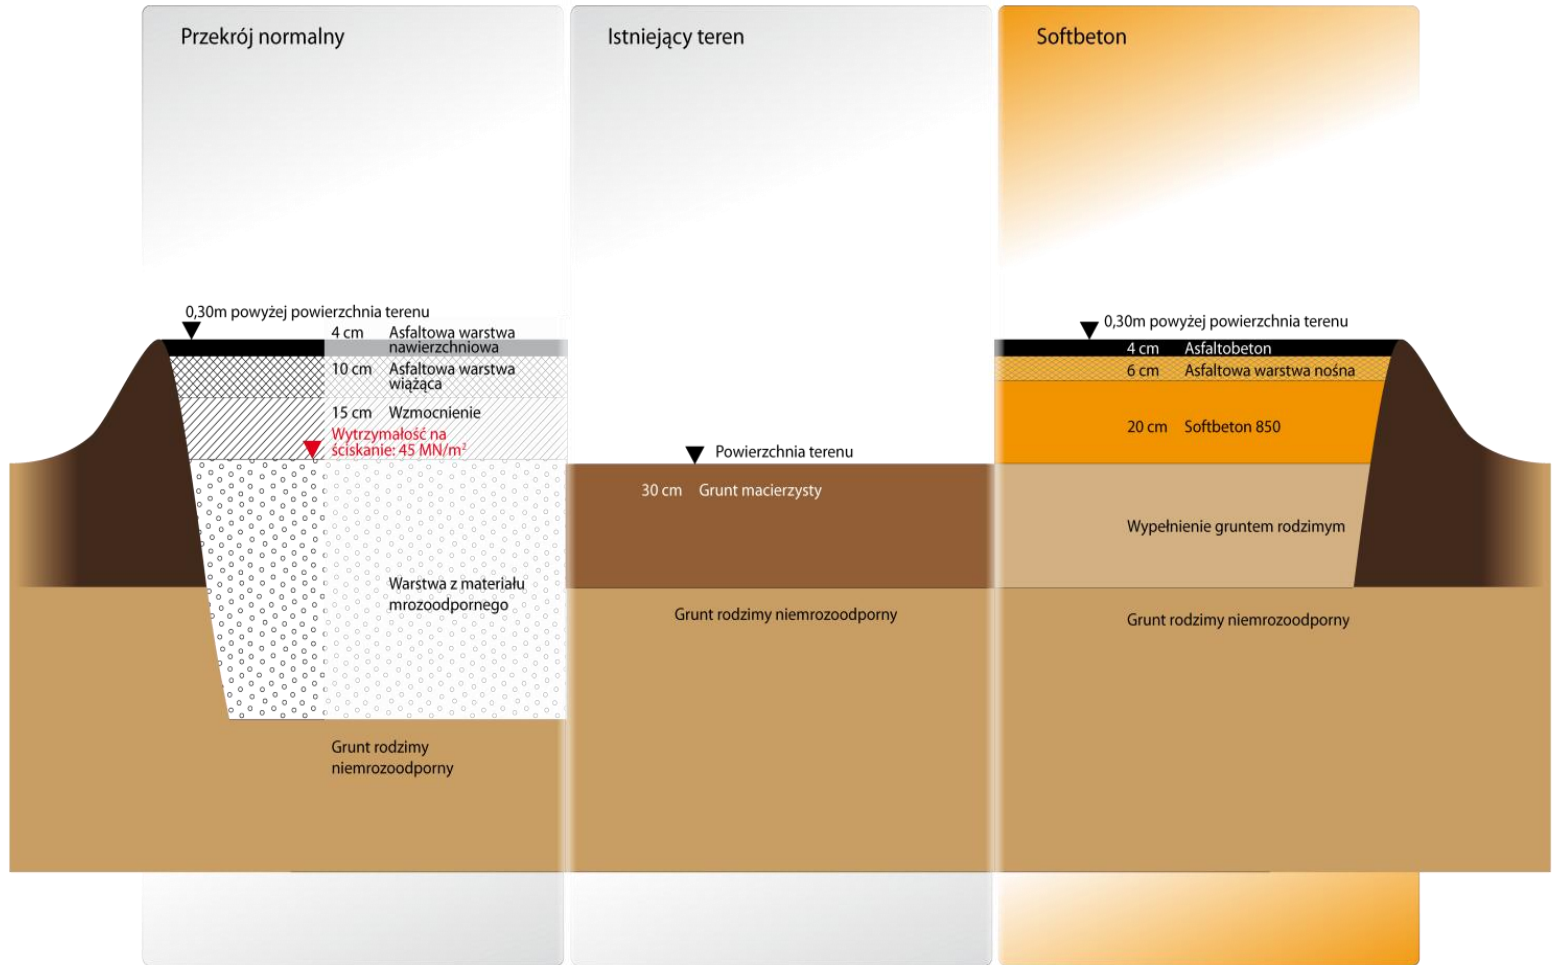 Przekrój normalny
Istniejący teren
Softbeton
0,30m powyżej powierzchnia terenu
4 cm Asfaltowa warstwa
nawierzchniowa
10 cm Asfaltowa warstwa
wiążąca
15 cm Wzmocnienie
Wytrzymałość na
ściskanie: 45 MN/m²
Warstwa z materiału
mrozoodpornego
Grunt rodzimy
niemrozoodporny
Powierzchnia terenu
30 cm Grunt macierzysty
Grunt rodzimy niemrozoodporny
0,30m powyżej powierzchnia terenu
4 cm Asfaltobeton
6 cm Asfaltowa warstwa nośna
20 cm Softbeton 850
Wypełnienie gruntem rodzimym
Grunt rodzimy niemrozoodporny